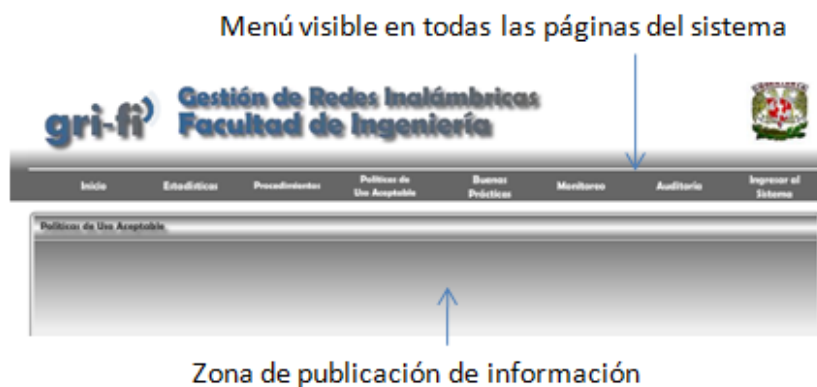 Menú visible en todas las páginas del sistema
gri-fi
Gestión de Redes Inalámbricas
Facultad de Ingeniería
Inicio Estadísticas Procedimientos Políticas de Uso Aceptable Buenas Prácticas Monitoreo Auditoría Ingresar al Sistema
Políticas de Uso Aceptable
Zona de publicación de información